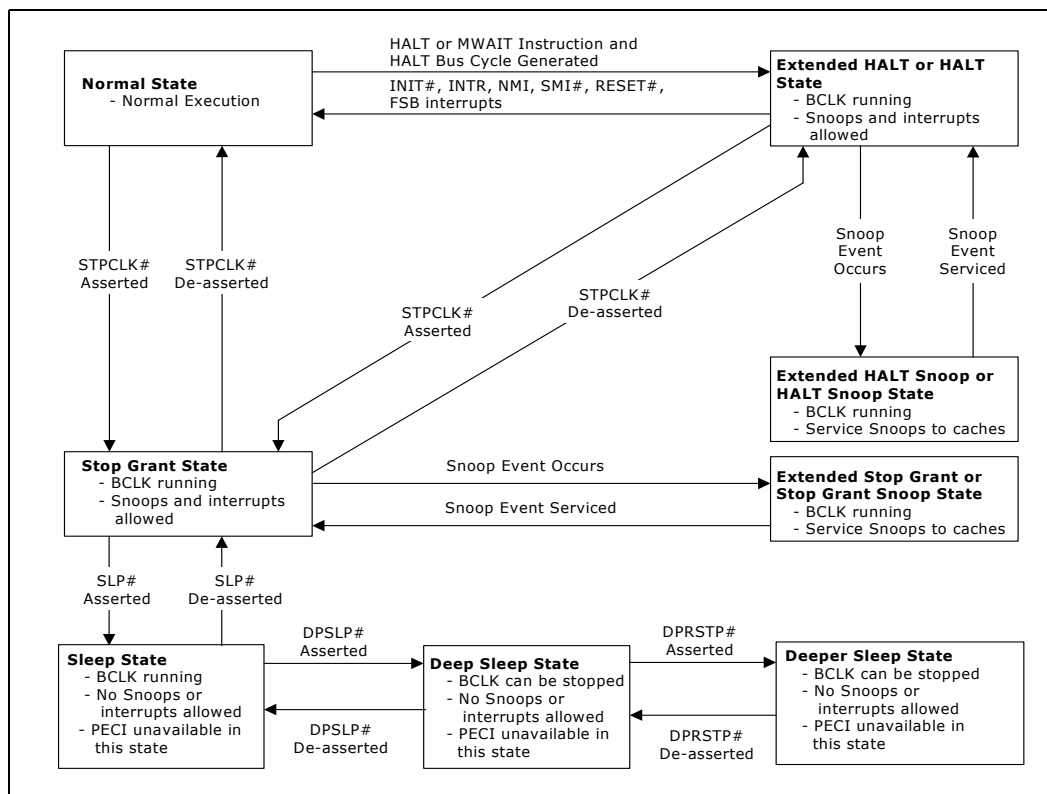 HALT or MWAIT Instruction and
HALT Bus Cycle Generated
INIT#, INTR, NMI, SMI#, RESET#,
FSB interrupts
Normal State
- Normal Execution
Extended HALT or HALT
State
- BCLK running
- Snoops and interrupts
allowed
STPCLK#
Asserted
STPCLK#
De-asserted
STPCLK#
Asserted
STPCLK#
De-asserted
Snoop
Event
Occurs
Snoop
Event
Serviced
Extended HALT Snoop or
HALT Snoop State
- BCLK running
- Service Snoops to caches
Stop Grant State
- BCLK running
- Snoops and interrupts
allowed
Snoop Event Occurs
Snoop Event Serviced
Extended Stop Grant or
Stop Grant Snoop State
- BCLK running
- Service Snoops to caches
SLP#
Asserted
SLP#
De-asserted
Sleep State
- BCLK running
- No Snoops or
interrupts allowed
- PECI unavailable in
this state
DPSLP#
Asserted
DPSLP#
De-asserted
Deep Sleep State
- BCLK can be stopped
- No Snoops or
interrupts allowed
- PECI unavailable in
this state
DPRSTP#
Asserted
DPRSTP#
De-asserted
Deeper Sleep State
- BCLK can be stopped
- No Snoops or
interrupts allowed
- PECI unavailable in
this state